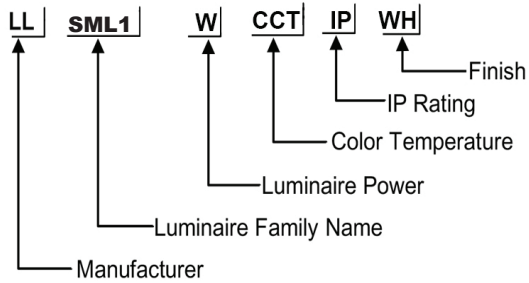 LL SML1 W CCT IP WH
Finish
IP Rating
Color Temperature
Luminaire Power
Luminaire Family Name
Manufacturer